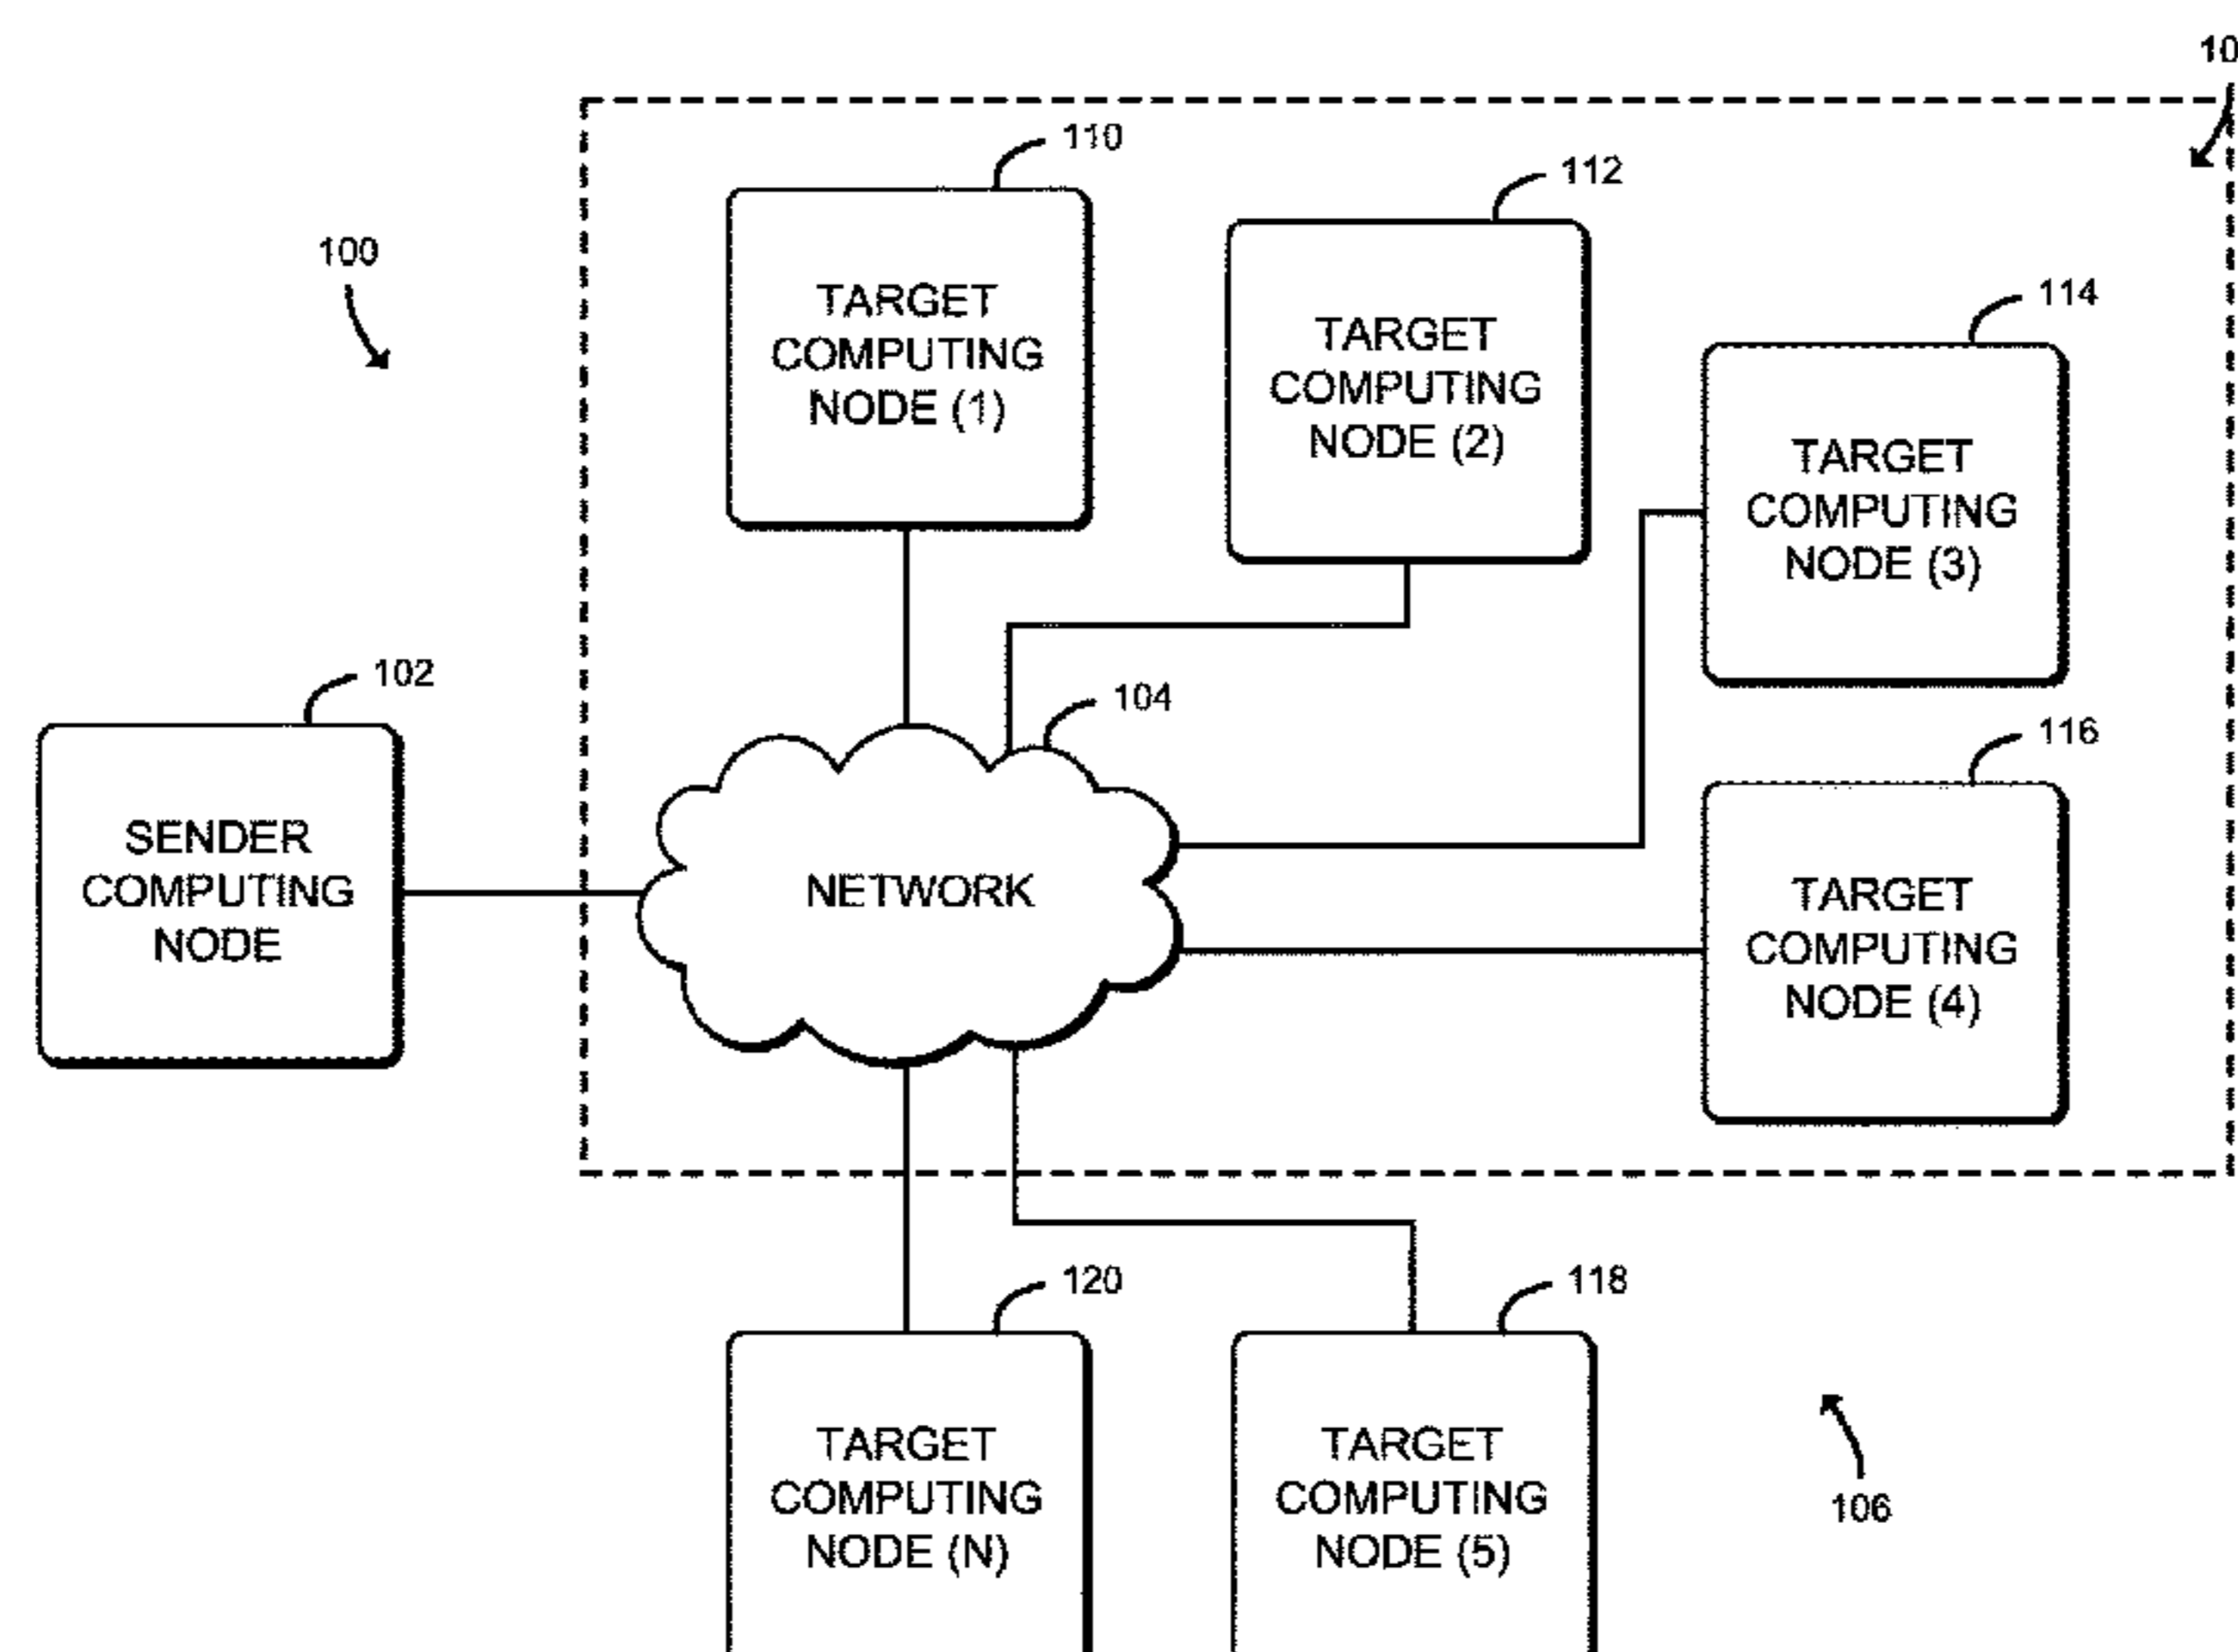 10
110
112
100
TARGET
COMPUTING
NODE (1)
TARGET
COMPUTING
NODE (2)
114
TARGET
COMPUTING
NODE (3)
102
104
116
SENDER
COMPUTING
NODE
NETWORK
TARGET
COMPUTING
NODE (4)
120
118
TARGET
COMPUTING
NODE (N)
TARGET
COMPUTING
NODE (5)
106